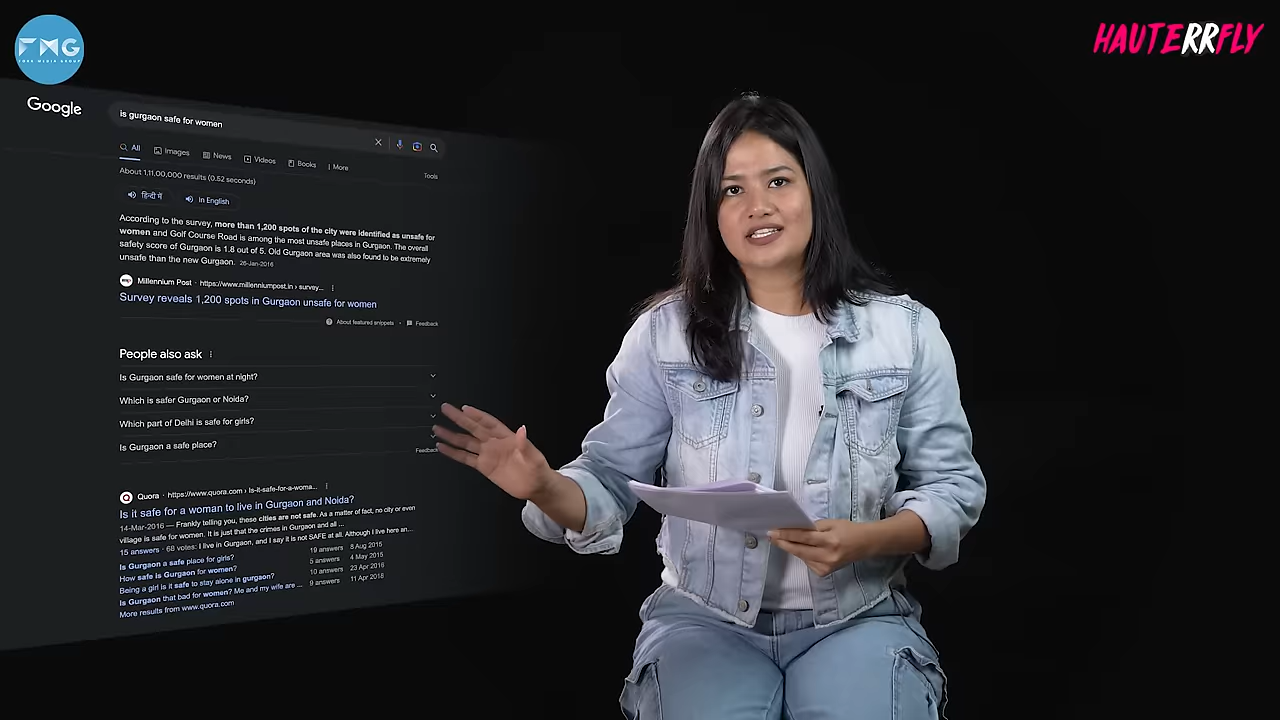 FMG
HAUTERRFLY
Google
is gurgaon safe for women
All Images News Videos Books More
Tools
About 1,11,00,000 results (0.52 seconds)
हिन्दी में In English
According to the survey, more than 1,200 spots of the city were identified as unsafe for
women and Golf Course Road is among the most unsafe places in Gurgaon. The overall
safety score of Gurgaon is 1.8 out of 5. Old Gurgaon area was also found to be extremely
unsafe than the new Gurgaon. 26-Jan-2016
Millennium Post · https://www.millenniumpost.in › survey...
Survey reveals 1,200 spots in Gurgaon unsafe for women
About featured snippets · Feedback
People also ask
Is Gurgaon safe for women at night?
Which is safer Gurgaon or Noida?
Which part of Delhi is safe for girls?
Is Gurgaon a safe place?
Feedback
Quora · https://www.quora.com › Is-it-safe-for-a-woma...
Is it safe for a woman to live in Gurgaon and Noida?
14-Mar-2016 — Frankly telling you, these cities are not safe. As a matter of fact, no city or even
village is safe for women. It is just that the crimes in Gurgaon and all ...
15 answers · 68 votes: I live in Gurgaon, and I say it is not SAFE at all. Although I live here an...
Is Gurgaon a safe place for girls? 19 answers 8 Aug 2015
How safe is Gurgaon for women? 5 answers 4 May 2015
Being a girl is it safe to stay alone in gurgaon? 10 answers 23 Apr 2016
Is Gurgaon that bad for women? Me and my wife are ... 9 answers 11 Apr 2018
More results from www.quora.com